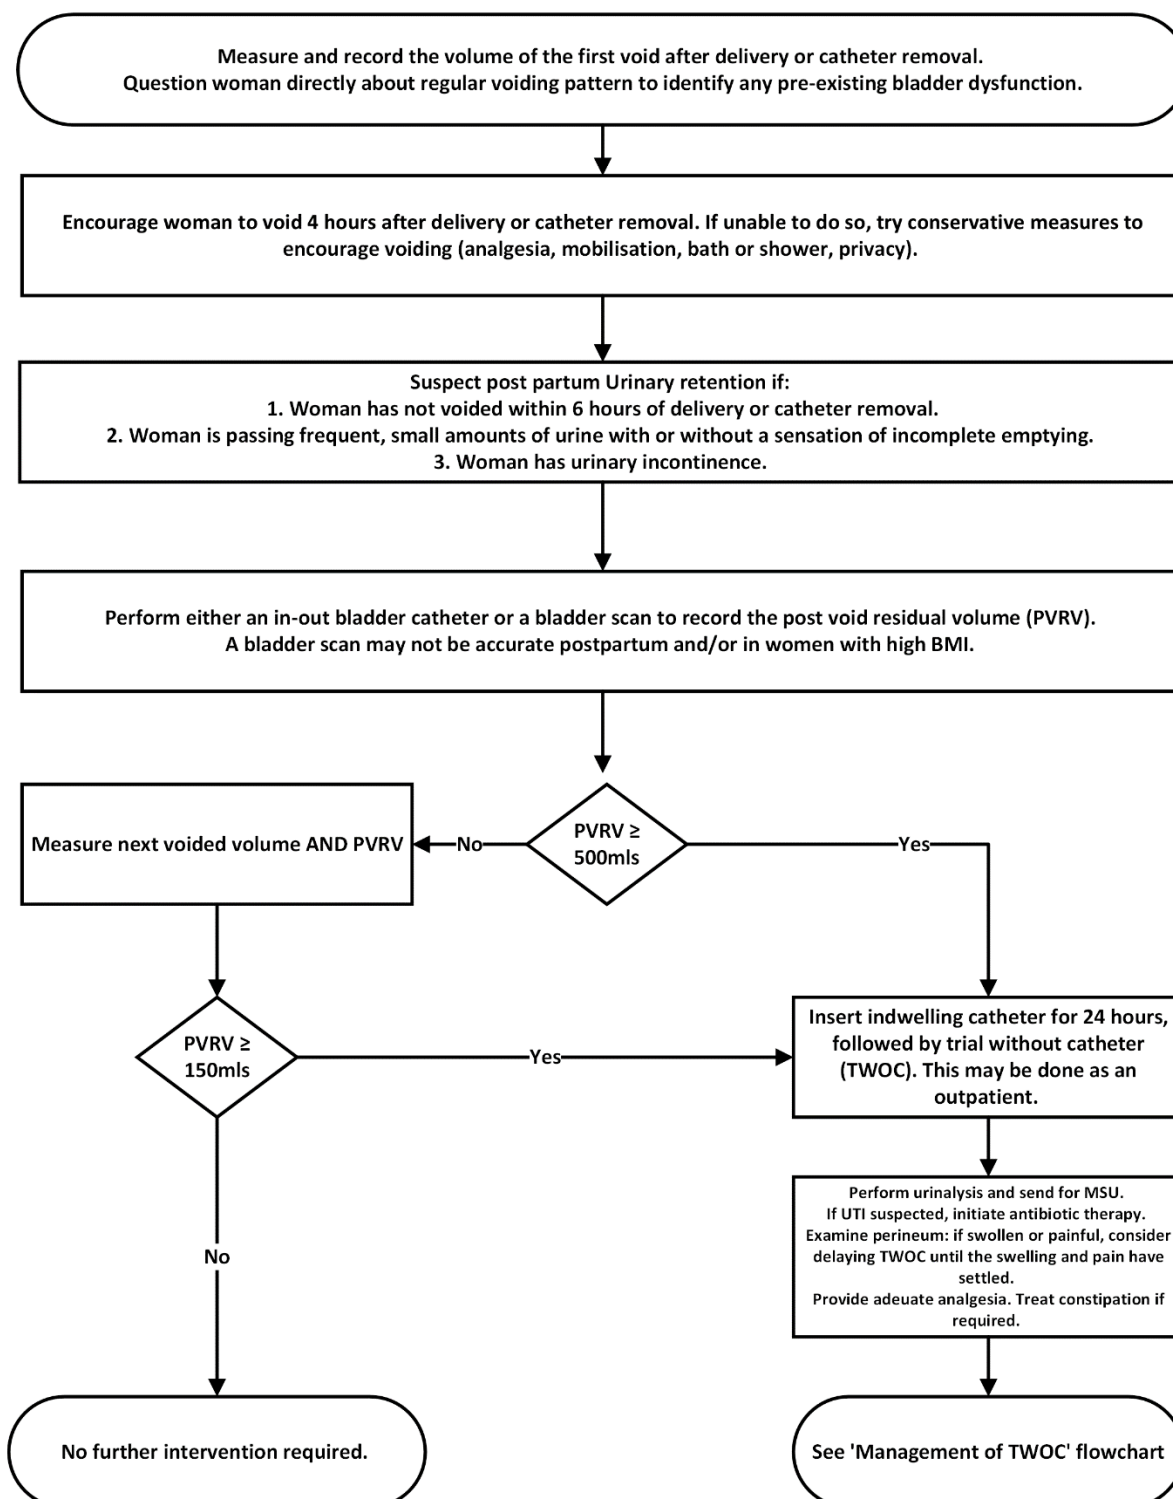 Measure and record the volume of the first void after delivery or catheter removal.
Question woman directly about regular voiding pattern to identify any pre-existing bladder dysfunction.
Encourage woman to void 4 hours after delivery or catheter removal. If unable to do so, try conservative measures to
encourage voiding (analgesia, mobilisation, bath or shower, privacy).
Suspect post partum Urinary retention if:
1. Woman has not voided within 6 hours of delivery or catheter removal.
2. Woman is passing frequent, small amounts of urine with or without a sensation of incomplete emptying.
3. Woman has urinary incontinence.
Perform either an in-out bladder catheter or a bladder scan to record the post void residual volume (PVRV).
A bladder scan may not be accurate postpartum and/or in women with high BMI.
PVRV ≥
500mls
No
Yes
Measure next voided volume AND PVRV
PVRV ≥
150mls
Yes
No
Insert indwelling catheter for 24 hours,
followed by trial without catheter
(TWOC). This may be done as an
outpatient.
Perform urinalysis and send for MSU.
If UTI suspected, initiate antibiotic therapy.
Examine perineum: if swollen or painful, consider
delaying TWOC until the swelling and pain have
settled.
Provide adeuate analgesia. Treat constipation if
required.
No further intervention required.
See 'Management of TWOC' flowchart